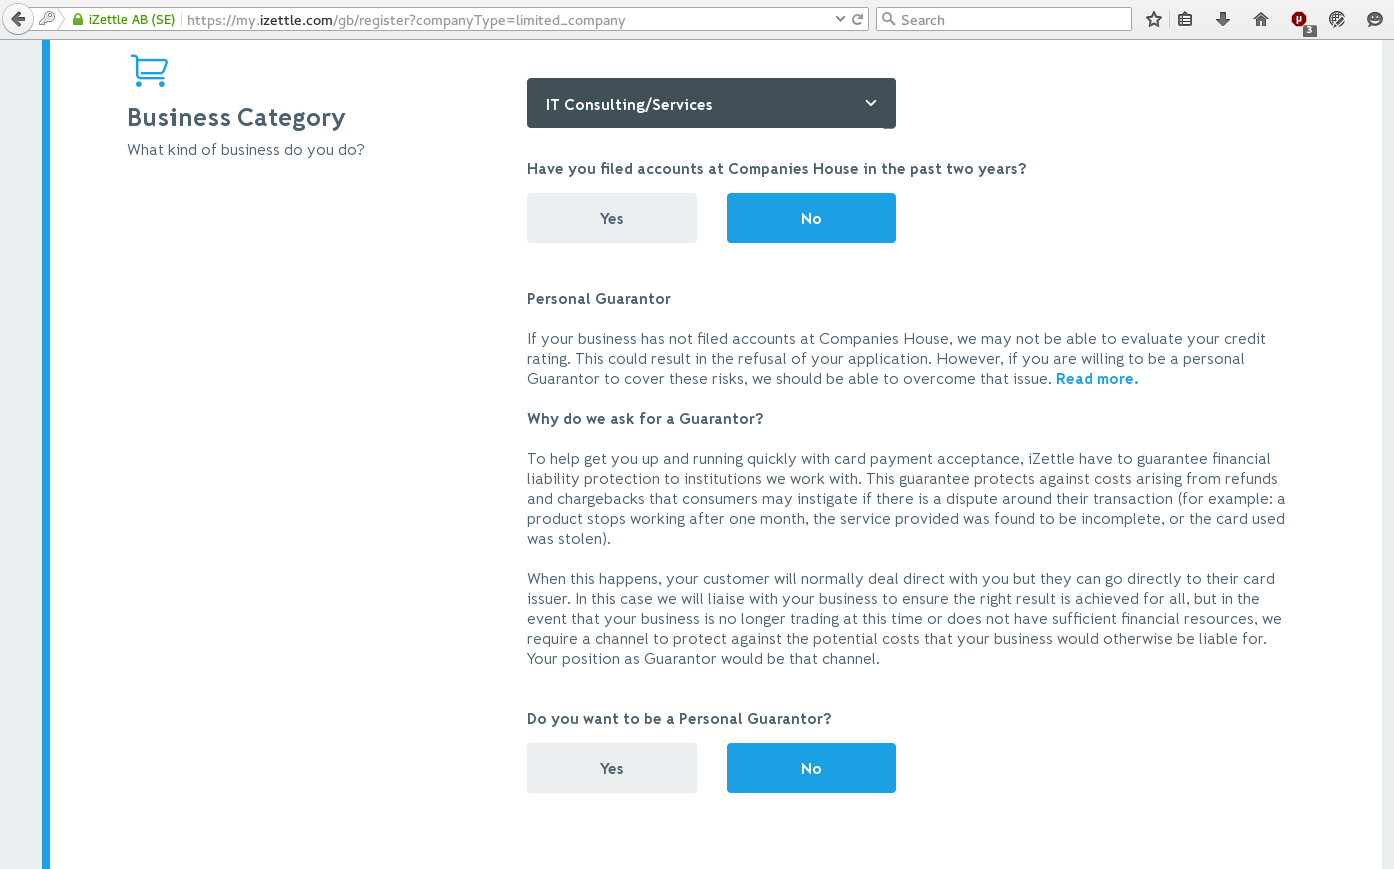 iZettle AB (SE)
https://my.izettle.com/gb/register?companyType=limited_company
Search
3
Business Category
What kind of business do you do?
IT Consulting/Services
Have you filed accounts at Companies House in the past two years?
Yes
No
Personal Guarantor
If your business has not filed accounts at Companies House, we may not be able to evaluate your credit
rating. This could result in the refusal of your application. However, if you are willing to be a personal
Guarantor to cover these risks, we should be able to overcome that issue. Read more.
Why do we ask for a Guarantor?
To help get you up and running quickly with card payment acceptance, iZettle have to guarantee financial
liability protection to institutions we work with. This guarantee protects against costs arising from refunds
and chargebacks that consumers may instigate if there is a dispute around their transaction (for example: a
product stops working after one month, the service provided was found to be incomplete, or the card used
was stolen).
When this happens, your customer will normally deal direct with you but they can go directly to their card
issuer. In this case we will liaise with your business to ensure the right result is achieved for all, but in the
event that your business is no longer trading at this time or does not have sufficient financial resources, we
require a channel to protect against the potential costs that your business would otherwise be liable for.
Your position as Guarantor would be that channel.
Do you want to be a Personal Guarantor?
Yes
No